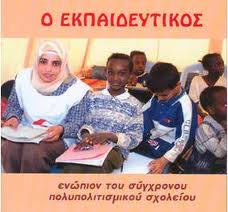 Ο ΕΚΠΑΙΔΕΥΤΙΚΟΣ
ενώπιον του σύγχρονου
πολυπολιτισμικού σχολείου